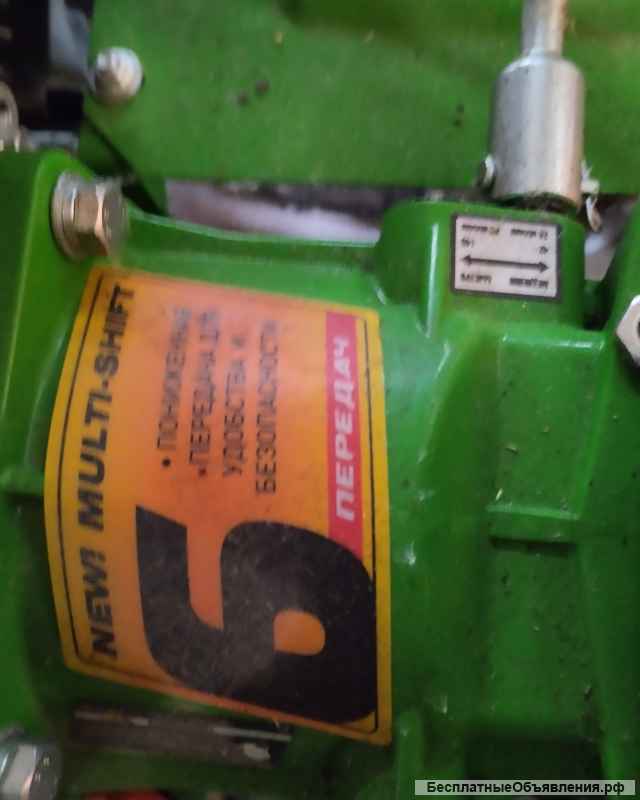 NEW! MULTI-SHIFT
• ПОНИЖЕННЫЕ
• ПЕРЕДАЧА ДЛЯ
УДОБСТВА И
БЕЗОПАСНОСТИ
6
ПЕРЕДАЧ
БесплатныеОбъявления.рф